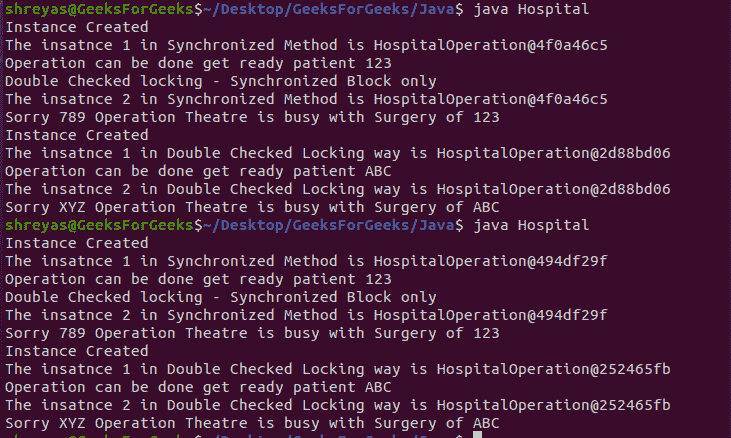 shreyas@GeeksForGeeks$~/Desktop/GeeksForGeeks/Java$ java Hospital
Instance Created
The insatnce 1 in Synchronized Method is HospitalOperation@4f0a46c5
Operation can be done get ready patient 123
Double Checked locking - Synchronized Block only
The insatnce 2 in Synchronized Method is HospitalOperation@4f0a46c5
Sorry 789 Operation Theatre is busy with Surgery of 123
Instance Created
The insatnce 1 in Double Checked Locking way is HospitalOperation@2d88bd06
Operation can be done get ready patient ABC
The insatnce 2 in Double Checked Locking way is HospitalOperation@2d88bd06
Sorry XYZ Operation Theatre is busy with Surgery of ABC
shreyas@GeeksForGeeks$~/Desktop/GeeksForGeeks/Java$ java Hospital
Instance Created
The insatnce 1 in Synchronized Method is HospitalOperation@494df29f
Operation can be done get ready patient 123
Double Checked locking - Synchronized Block only
The insatnce 2 in Synchronized Method is HospitalOperation@494df29f
Sorry 789 Operation Theatre is busy with Surgery of 123
Instance Created
The insatnce 1 in Double Checked Locking way is HospitalOperation@252465fb
Operation can be done get ready patient ABC
The insatnce 2 in Double Checked Locking way is HospitalOperation@252465fb
Sorry XYZ Operation Theatre is busy with Surgery of ABC